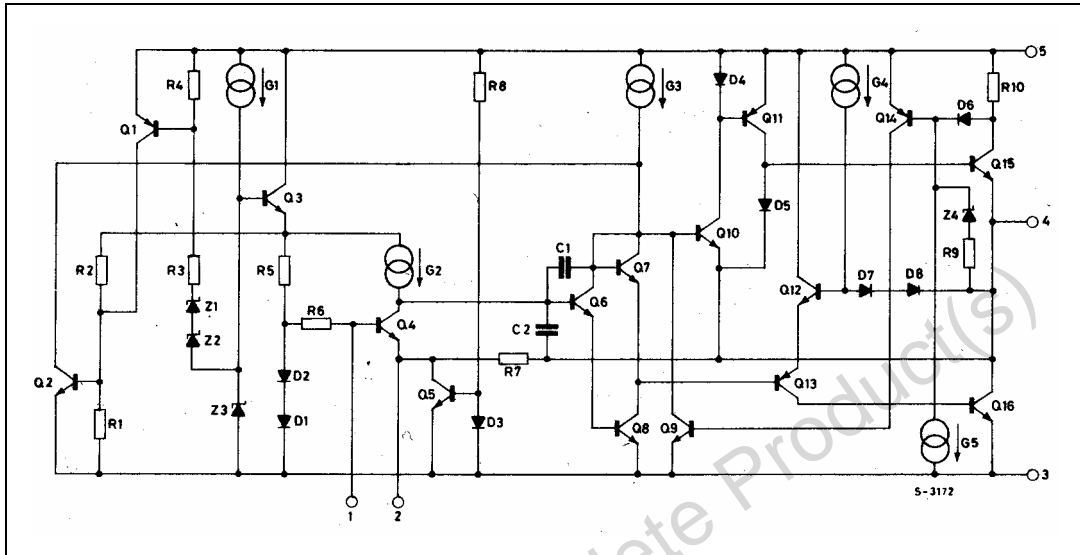 5
R4
G1
R8
G3
D4
G4
R10
Q1
Q11
Q14
D6
Q3
Q15
D5
Z4
4
R2
R3
R5
G2
C1
Q10
Q7
R9
Z1
R6
Q6
Q12
D7
D8
Z2
Q4
C2
D2
R7
Q2
Q5
Q13
R1
Z3
D1
D3
Q8
Q9
Q16
G5
3
S-3172
1
2
lete Product(s)